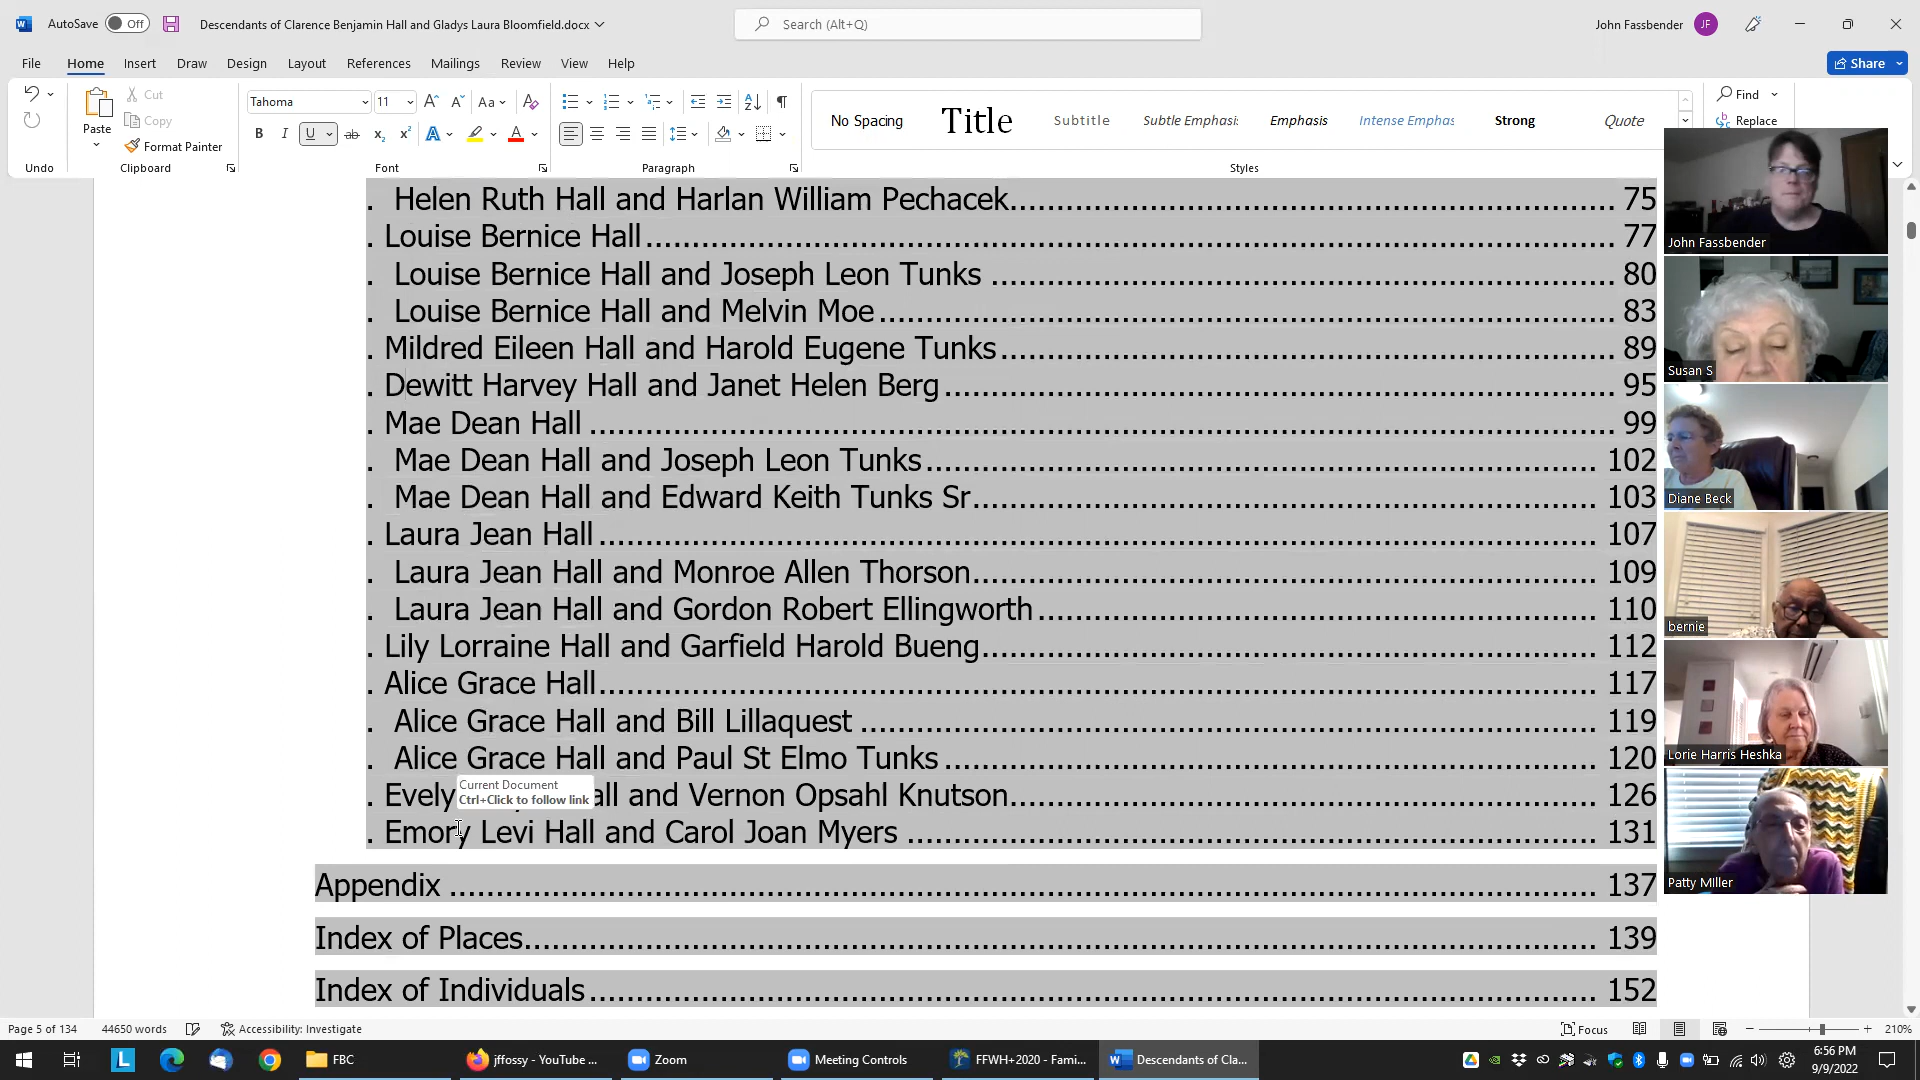 AutoSave Off Descendants of Clarence Benjamin Hall and Gladys Laura Bloomfield.docx Search (Alt+Q) John Fassbender JF
File Home Insert Draw Design Layout References Mailings Review View Help Share
Paste Cut Copy Format Painter
Tahoma 11
No Spacing Title Subtitle Subtle Emphasis Emphasis Intense Emphas Strong Quote
Find
Replace
Undo Clipboard Font Paragraph Styles
. Helen Ruth Hall and Harlan William Pechacek 75
. Louise Bernice Hall 77
. Louise Bernice Hall and Joseph Leon Tunks 80
. Louise Bernice Hall and Melvin Moe 83
. Mildred Eileen Hall and Harold Eugene Tunks 89
. Dewitt Harvey Hall and Janet Helen Berg 95
. Mae Dean Hall 99
. Mae Dean Hall and Joseph Leon Tunks 102
. Mae Dean Hall and Edward Keith Tunks Sr 103
. Laura Jean Hall 107
. Laura Jean Hall and Monroe Allen Thorson 109
. Laura Jean Hall and Gordon Robert Ellingworth 110
. Lily Lorraine Hall and Garfield Harold Bueng 112
. Alice Grace Hall 117
. Alice Grace Hall and Bill Lillaquest 119
. Alice Grace Hall and Paul St Elmo Tunks 120
Current Document
Ctrl+Click to follow link
. Evely all and Vernon Opsahl Knutson 126
. Emory Levi Hall and Carol Joan Myers 131
Appendix 137
Index of Places 139
Index of Individuals 152
John Fassbender
Susan S
Diane Beck
bernie
Lorie Harris Heshka
Patty MIller
Page 5 of 134 44650 words Accessibility: Investigate Focus 210%
FBC jffossy - YouTube ... Zoom Meeting Controls FFWH+2020 - Fami... Descendants of Cla...
6:56 PM
9/9/2022